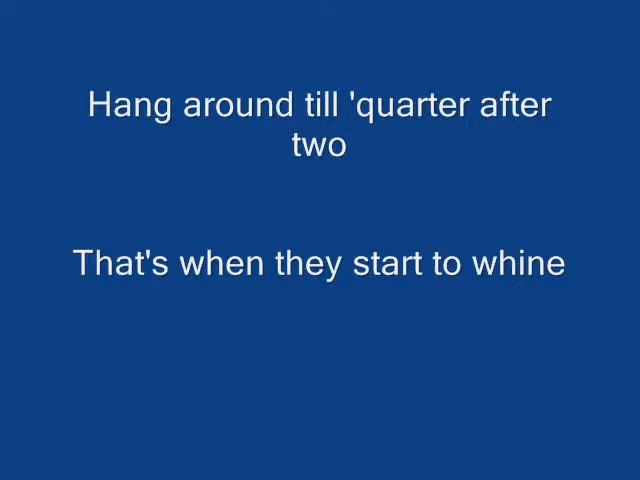 Hang around till 'quarter after
two
That's when they start to whine